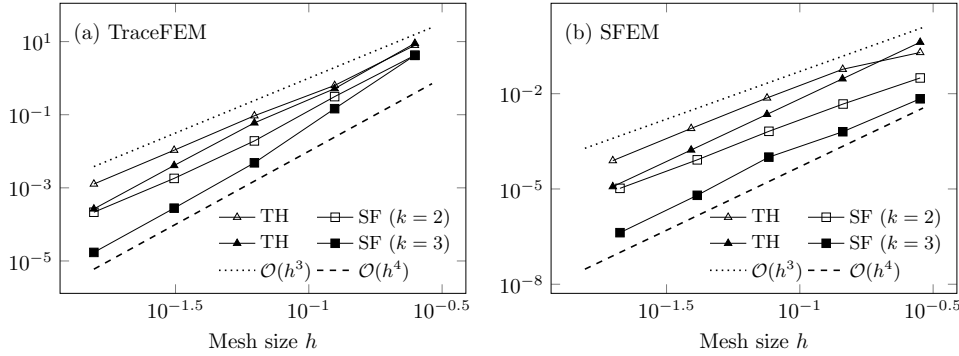 (a) TraceFEM
10^1
10^-1
10^-3
10^-5
TH
SF (k = 2)
TH
SF (k = 3)
O(h^3)
O(h^4)
10^-1.5
10^-1
10^-0.5
Mesh size h
(b) SFEM
10^-2
10^-5
10^-8
TH
SF (k = 2)
TH
SF (k = 3)
O(h^3)
O(h^4)
10^-1.5
10^-1
10^-0.5
Mesh size h